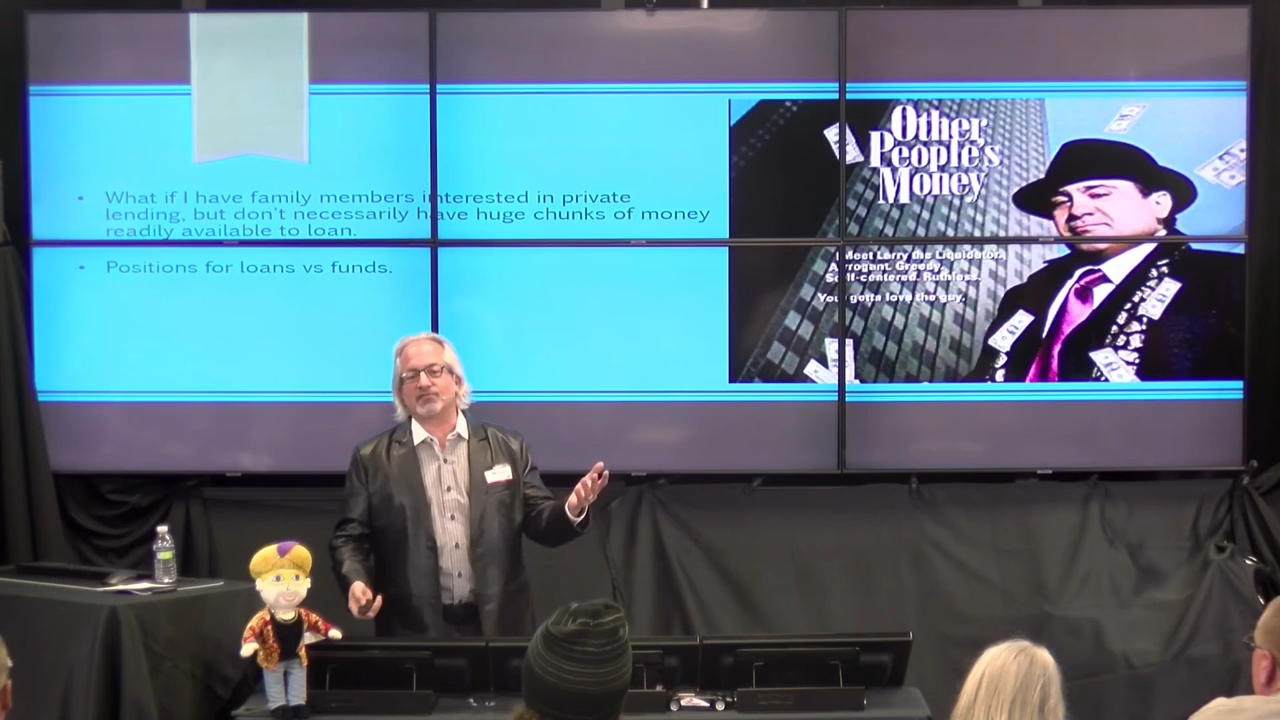 What if I have family members interested in private
lending, but don't necessarily have huge chunks of money
readily available to loan.
Positions for loans vs funds.
Other
People's
Money
Meet Larry the Liquidator.
Arrogant. Greedy.
Self-centered. Ruthless.
You gotta love the guy.